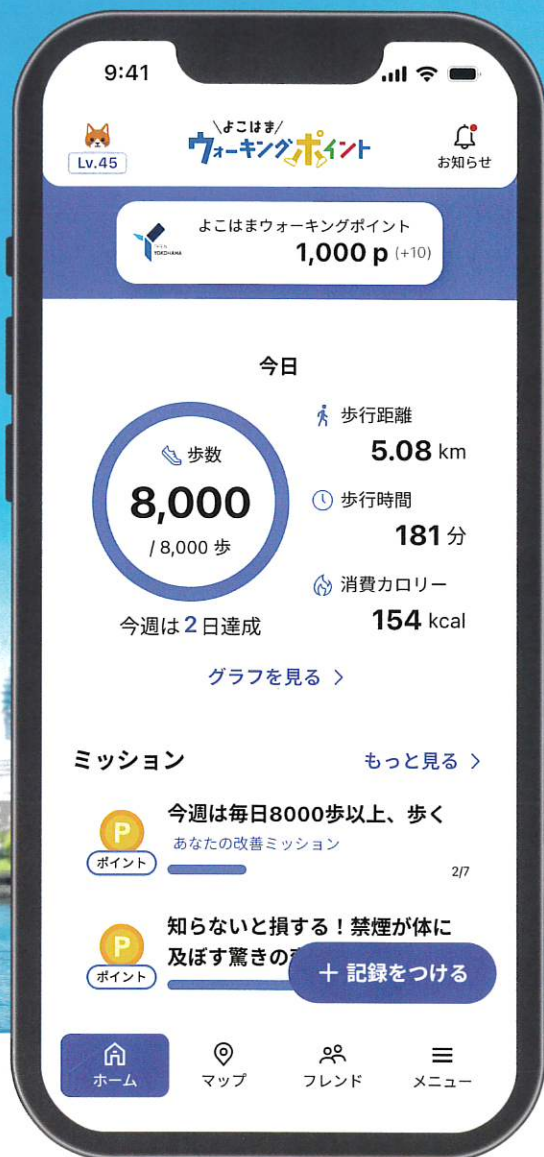 9:41
Lv.45
\よこはま/
ウォーキングポイント
お知らせ
よこはまウォーキングポイント
1,000 p (+10)
YOKOHAMA
今日
歩数
8,000
/ 8,000 歩
今週は2日達成
歩行距離
5.08 km
歩行時間
181 分
消費カロリー
154 kcal
グラフを見る >
ミッション
もっと見る >
P
ポイント
今週は毎日8000歩以上、歩く
あなたの改善ミッション
2/7
P
ポイント
知らないと損する!禁煙が体に
及ぼす驚きの
+ 記録をつける
ホーム
マップ
フレンド
メニュー